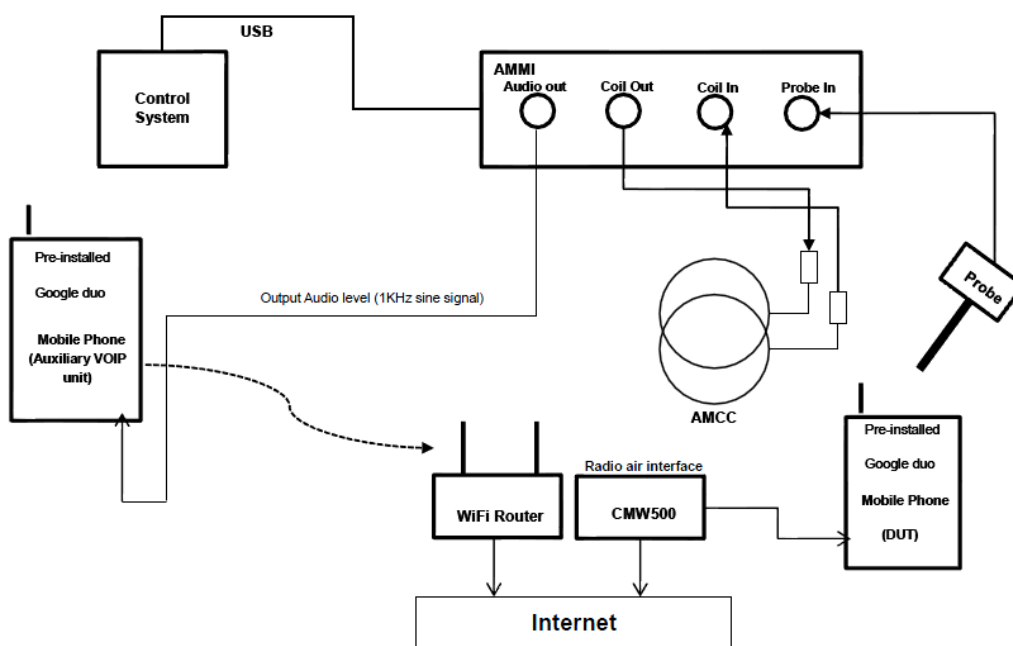 USB
Control
System
AMMI
Audio out
Coil Out
Coil In
Probe In
Pre-installed
Google duo
Mobile Phone
(Auxiliary VOIP
unit)
Output Audio level (1KHz sine signal)
Probe
AMCC
Pre-installed
Google duo
Mobile Phone
(DUT)
WiFi Router
Radio air interface
CMW500
Internet